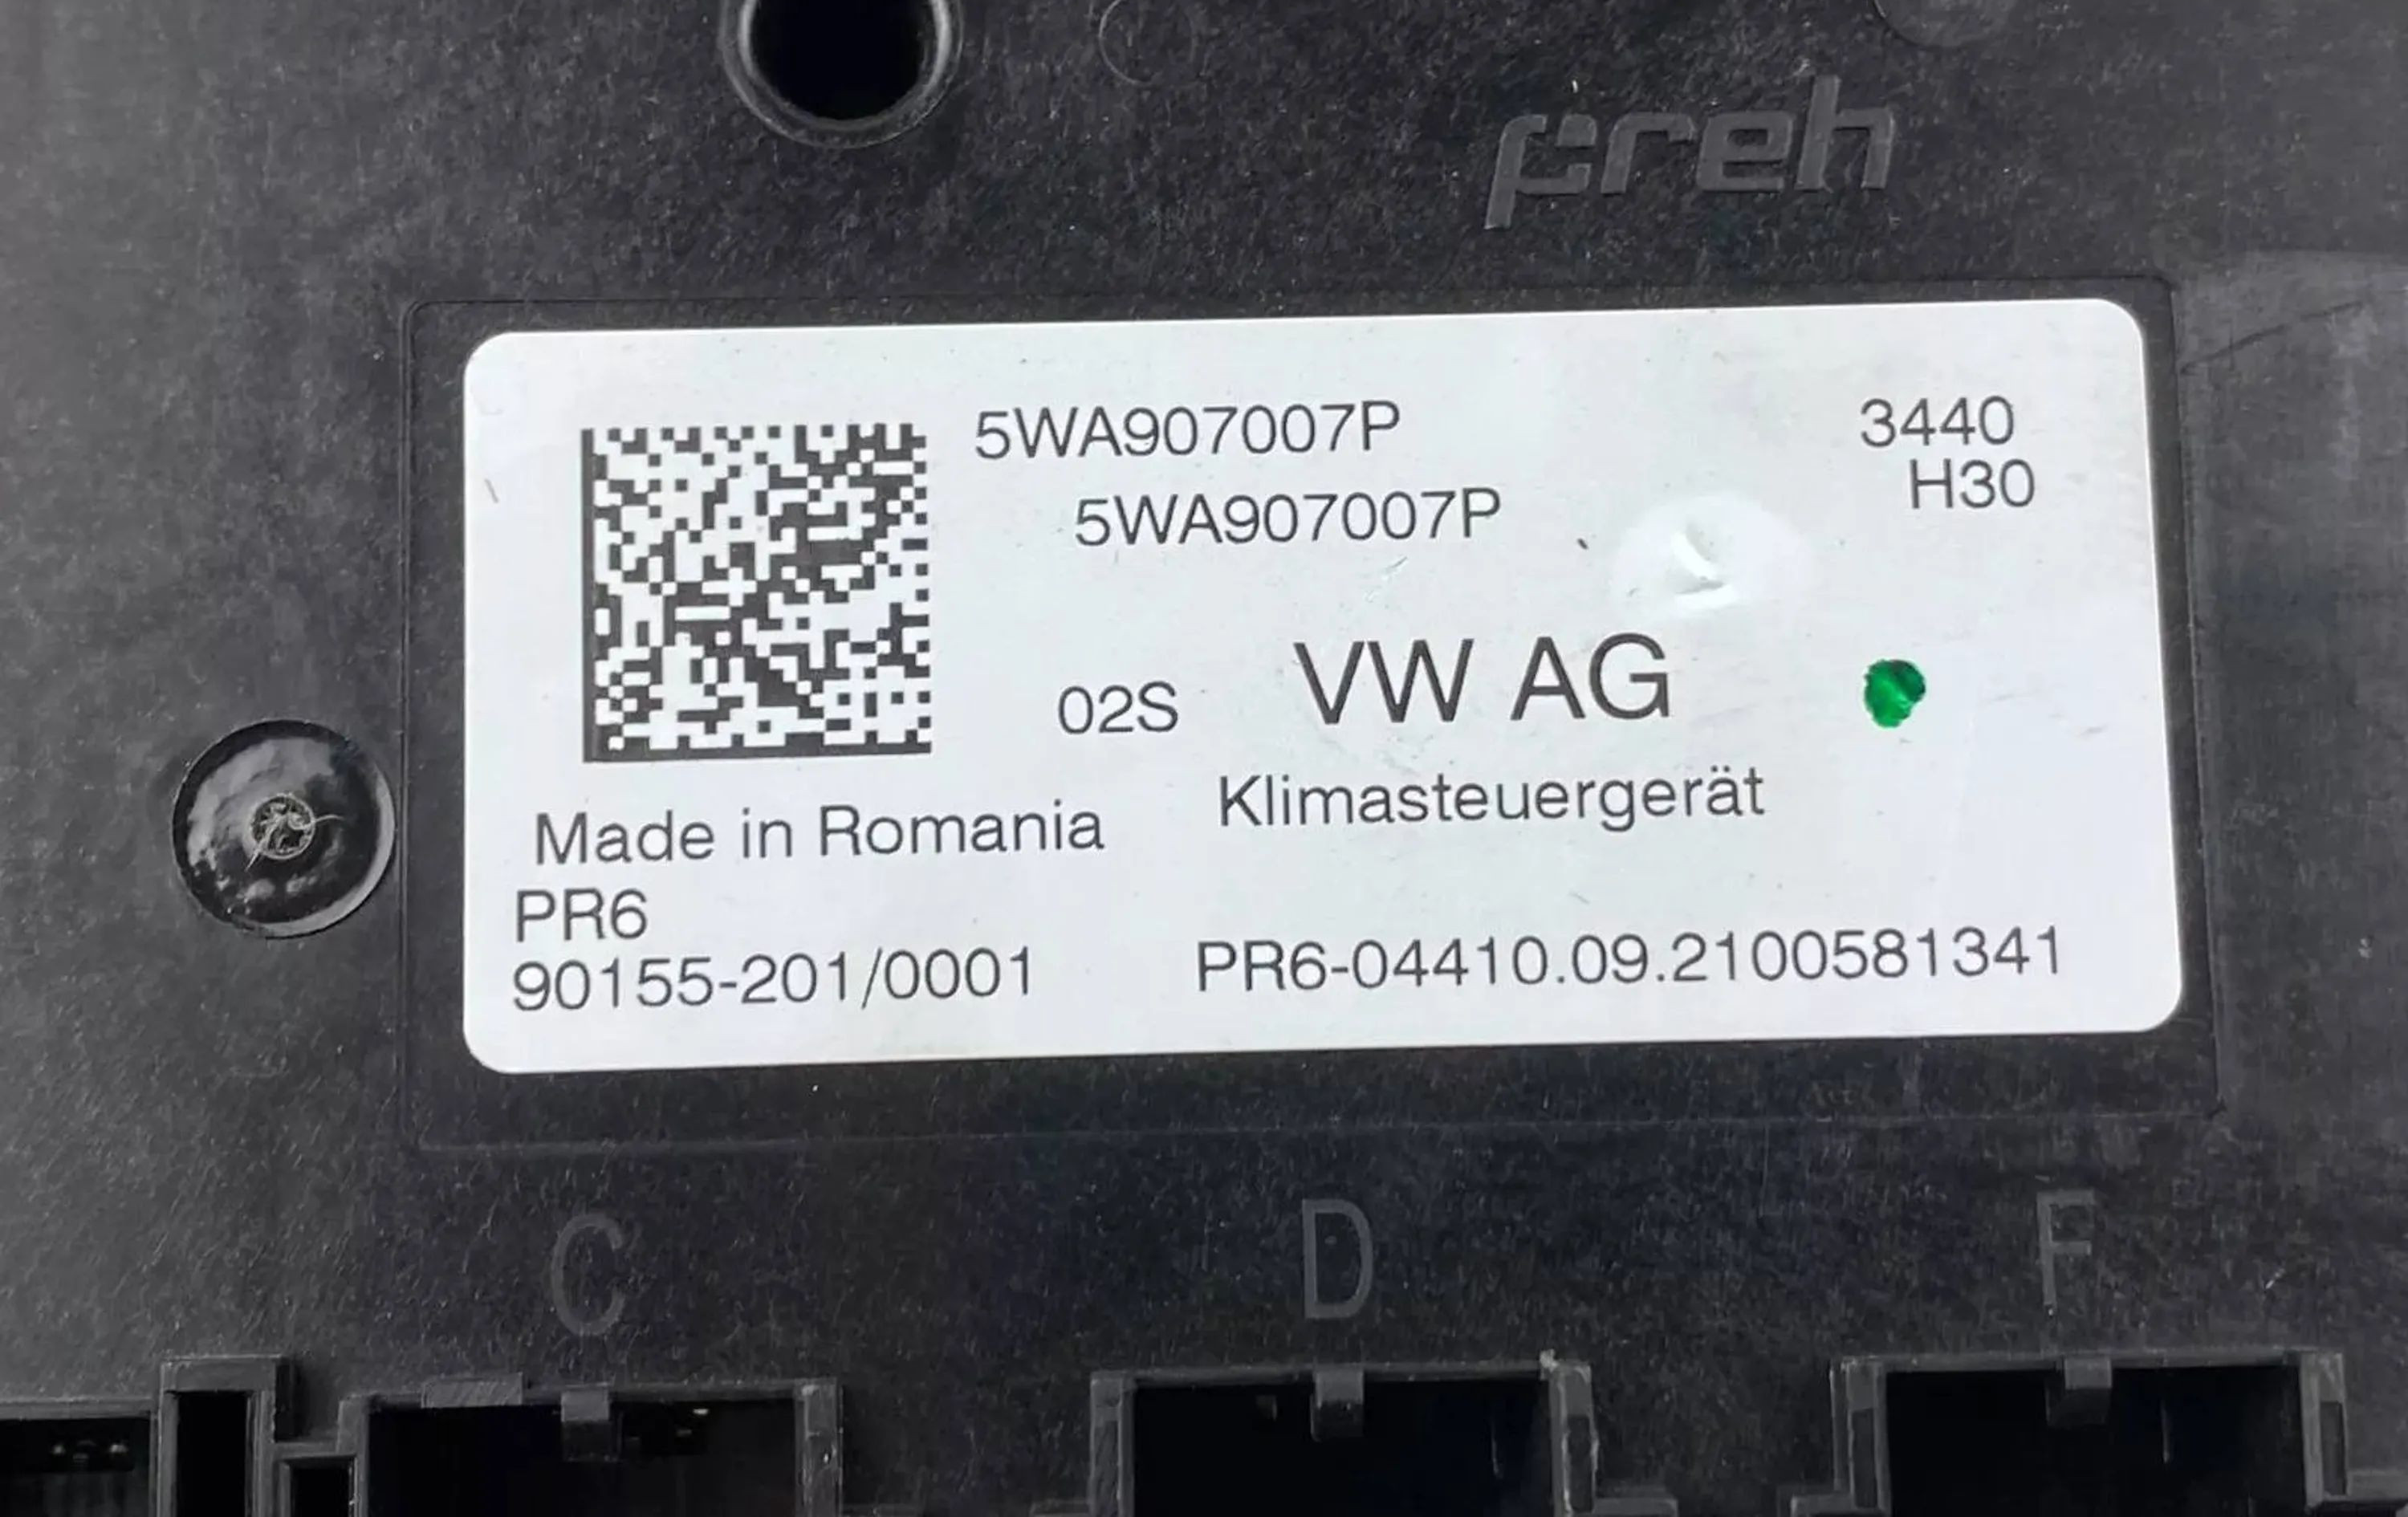 preh
5WA907007P
3440
5WA907007P
H30
02S
VW AG
Klimasteuergerät
Made in Romania
PR6
90155-201/0001
PR6-04410.09.2100581341
C
D
F